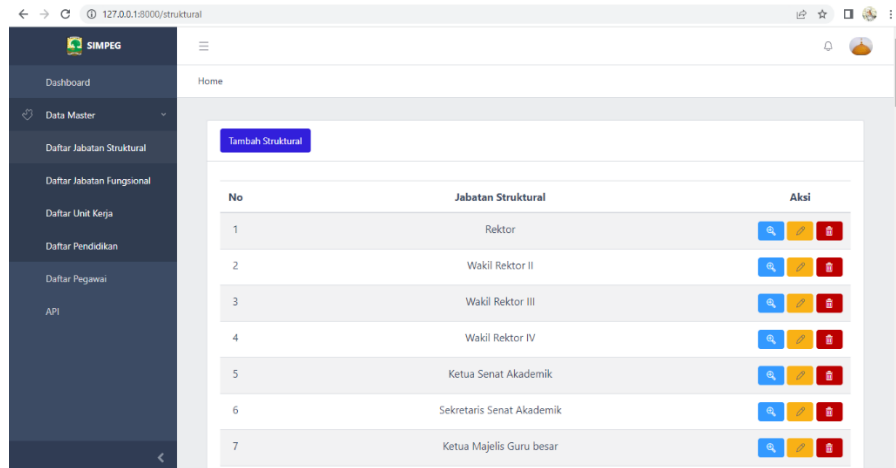 127.0.0.1:8000/struktural
SIMPEG
Home
Dashboard
Data Master
Daftar Jabatan Struktural
Daftar Jabatan Fungsional
Daftar Unit Kerja
Daftar Pendidikan
Daftar Pegawai
API
Tambah Struktural
No Jabatan Struktural Aksi
1 Rektor
2 Wakil Rektor II
3 Wakil Rektor III
4 Wakil Rektor IV
5 Ketua Senat Akademik
6 Sekretaris Senat Akademik
7 Ketua Majelis Guru besar